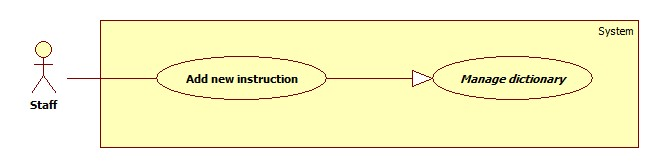 System
Staff
Add new instruction
Manage dictionary